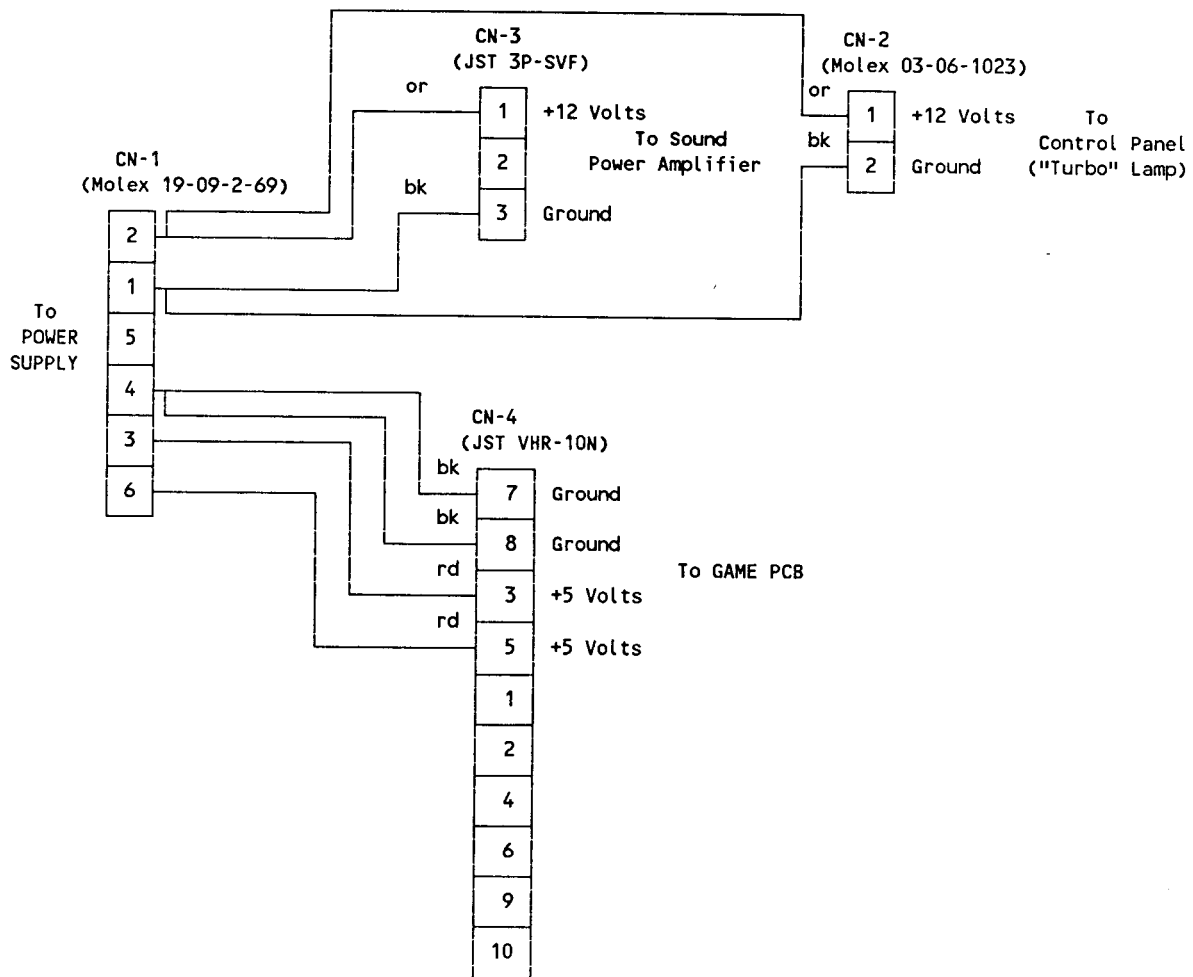 CN-3
(JST 3P-SVF)
or
1 +12 Volts
2
bk
3 Ground
To Sound
Power Amplifier
CN-2
(Molex 03-06-1023)
or
1 +12 Volts
bk
2 Ground
To
Control Panel
("Turbo" Lamp)
CN-1
(Molex 19-09-2-69)
2
1
5
4
3
6
To
POWER
SUPPLY
CN-4
(JST VHR-10N)
bk
7 Ground
bk
8 Ground
rd
3 +5 Volts
rd
5 +5 Volts
1
2
4
6
9
10
To GAME PCB